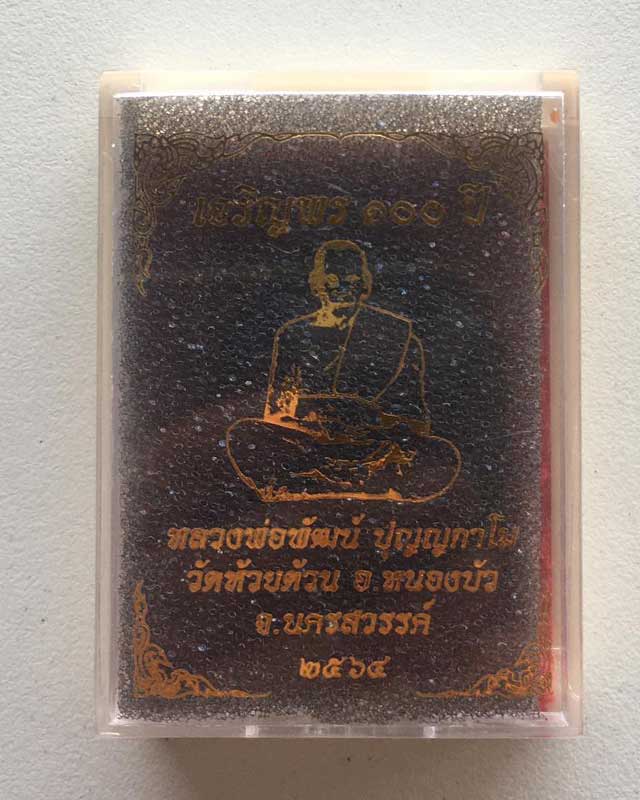 เจริญพร ๑๐๐ ปี
หลวงพ่อพัฒน์ ปุญฺญกาโม
วัดห้วยด้วน อ.หนองบัว
จ.นครสวรรค์
๒๕๖๔